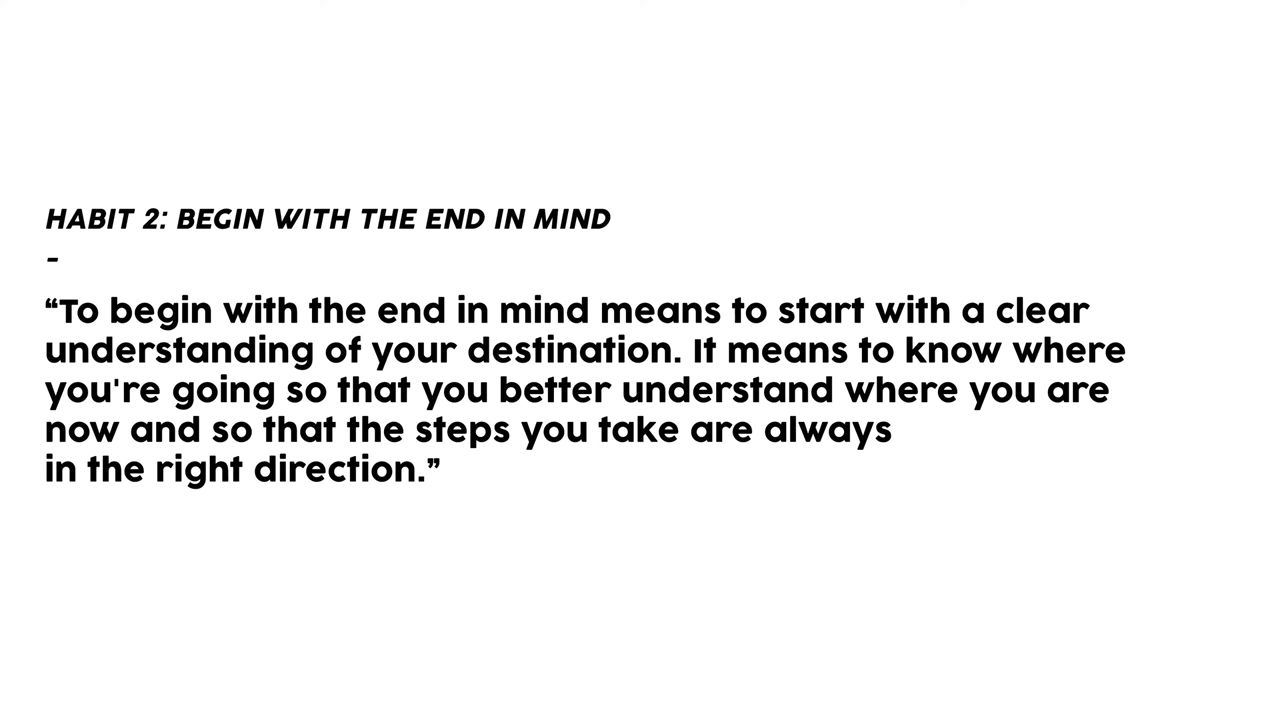 HABIT 2: BEGIN WITH THE END IN MIND
-
“To begin with the end in mind means to start with a clear
understanding of your destination. It means to know where
you're going so that you better understand where you are
now and so that the steps you take are always
in the right direction.”